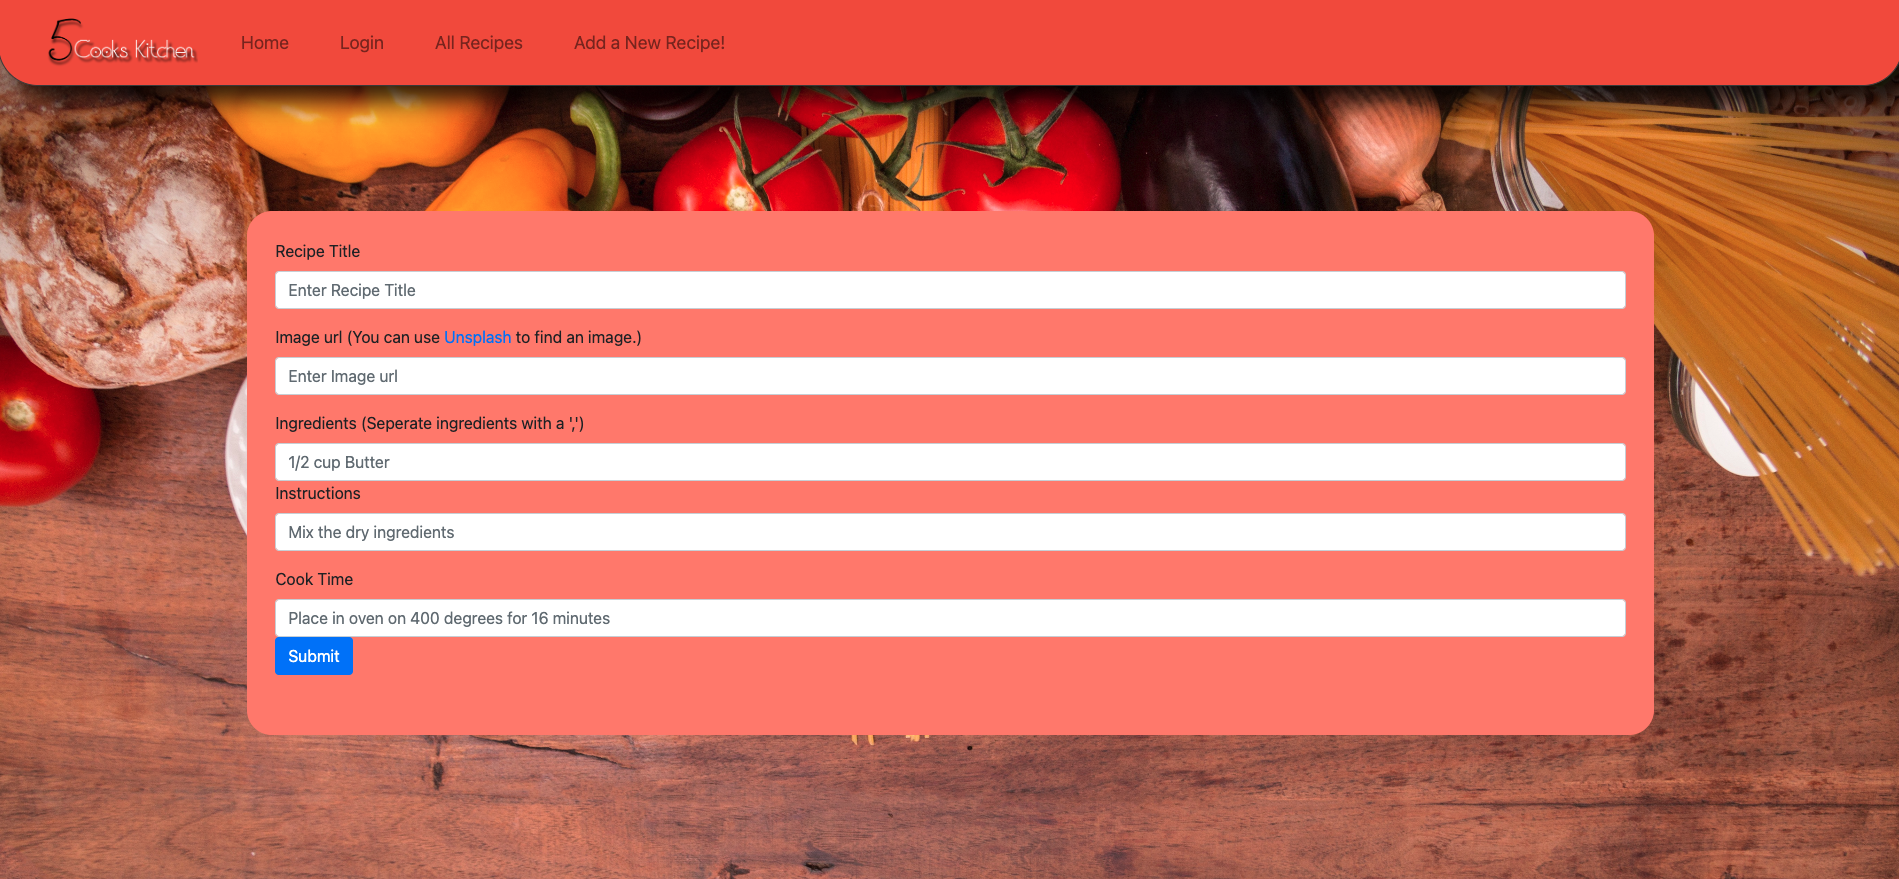 5 Cooks Kitchen
Home
Login
All Recipes
Add a New Recipe!
Recipe Title
Enter Recipe Title
Image url (You can use Unsplash to find an image.)
Enter Image url
Ingredients (Seperate ingredients with a ',')
1/2 cup Butter
Instructions
Mix the dry ingredients
Cook Time
Place in oven on 400 degrees for 16 minutes
Submit